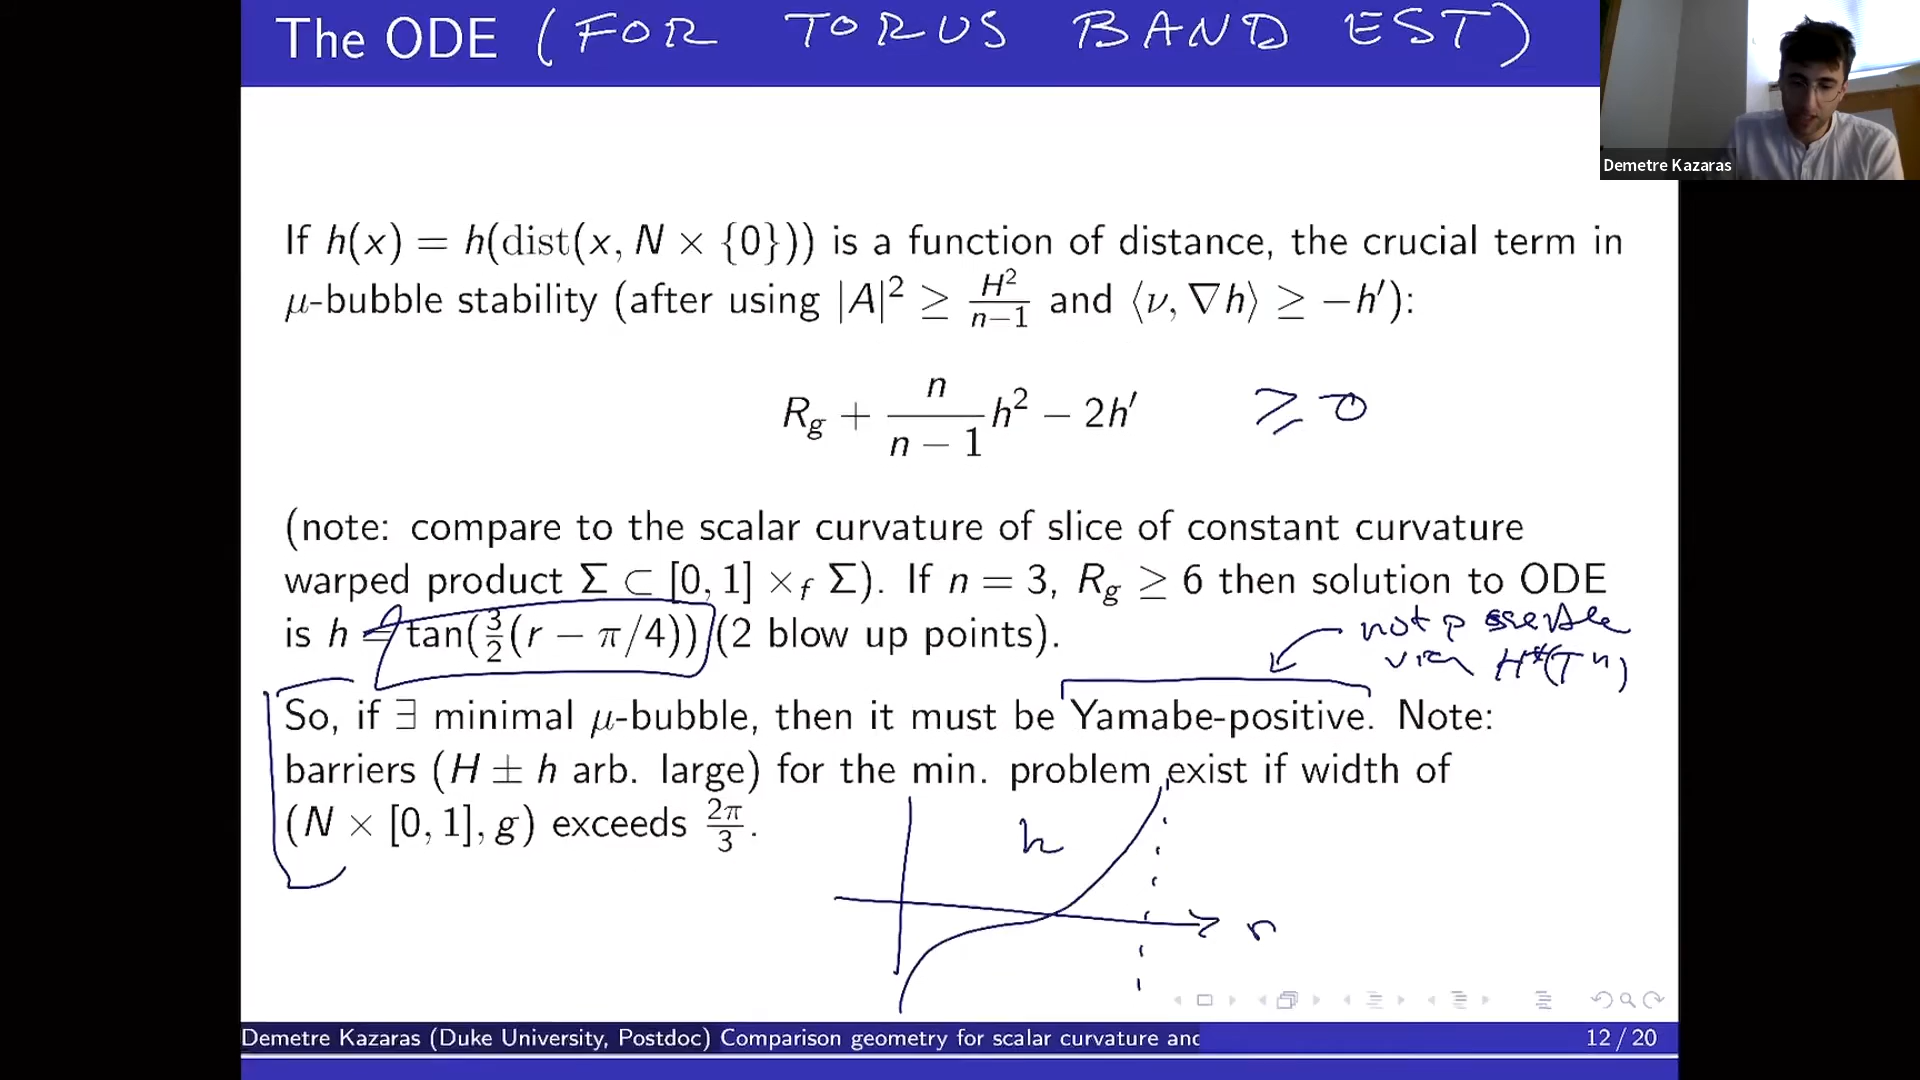 The ODE (FOR TORUS BAND EST)
Demetre Kazaras
If h(x) = h(dist(x, N × {0})) is a function of distance, the crucial term in
μ-bubble stability (after using |A|² ≥ H²/n−1 and ⟨ν, ∇h⟩ ≥ −h′):
R_g + n/n−1 h² − 2h′ ≥ 0
(note: compare to the scalar curvature of slice of constant curvature
warped product Σ ⊂ [0, 1] ×_f Σ). If n = 3, R_g ≥ 6 then solution to ODE
is h = tan(3/2(r − π/4)) (2 blow up points).
not possible
via H*(Tⁿ)
So, if ∃ minimal μ-bubble, then it must be Yamabe-positive. Note:
barriers (H ± h arb. large) for the min. problem exist if width of
(N × [0, 1], g) exceeds 2π/3.
h
r
Demetre Kazaras (Duke University, Postdoc) Comparison geometry for scalar curvature and
12 / 20